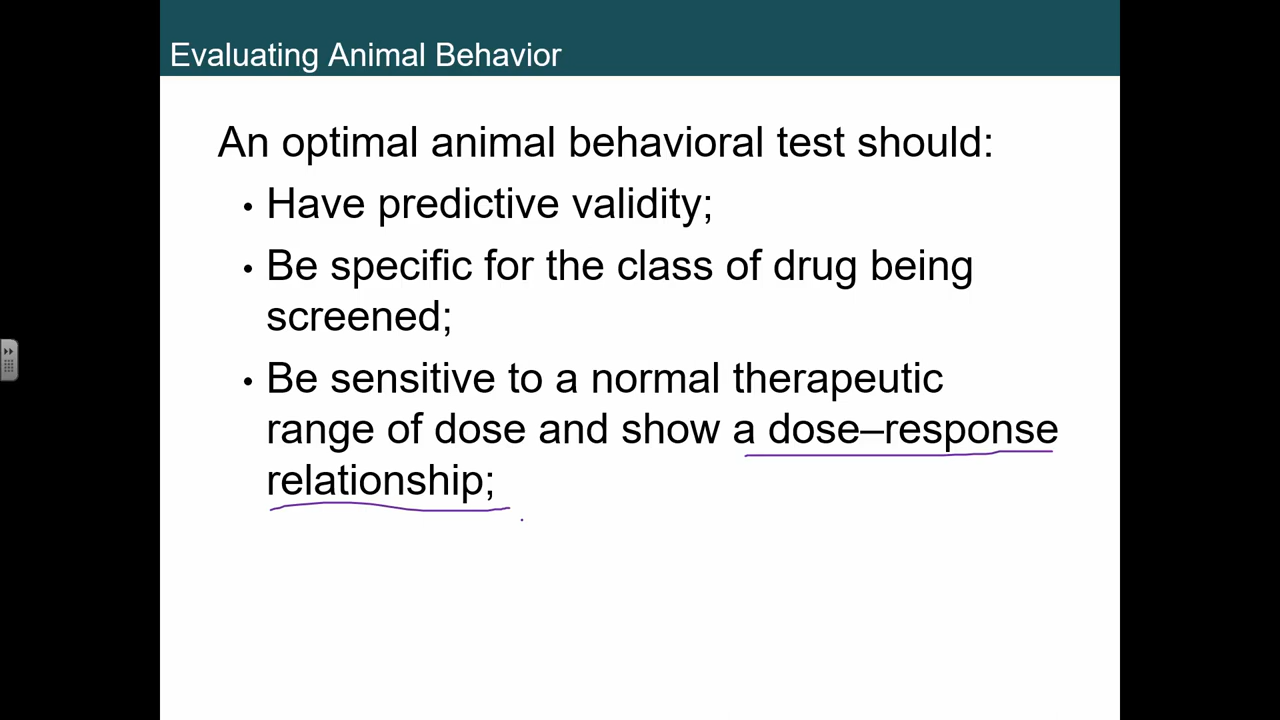 Evaluating Animal Behavior
An optimal animal behavioral test should:
• Have predictive validity;
• Be specific for the class of drug being
screened;
• Be sensitive to a normal therapeutic
range of dose and show a dose–response
relationship;